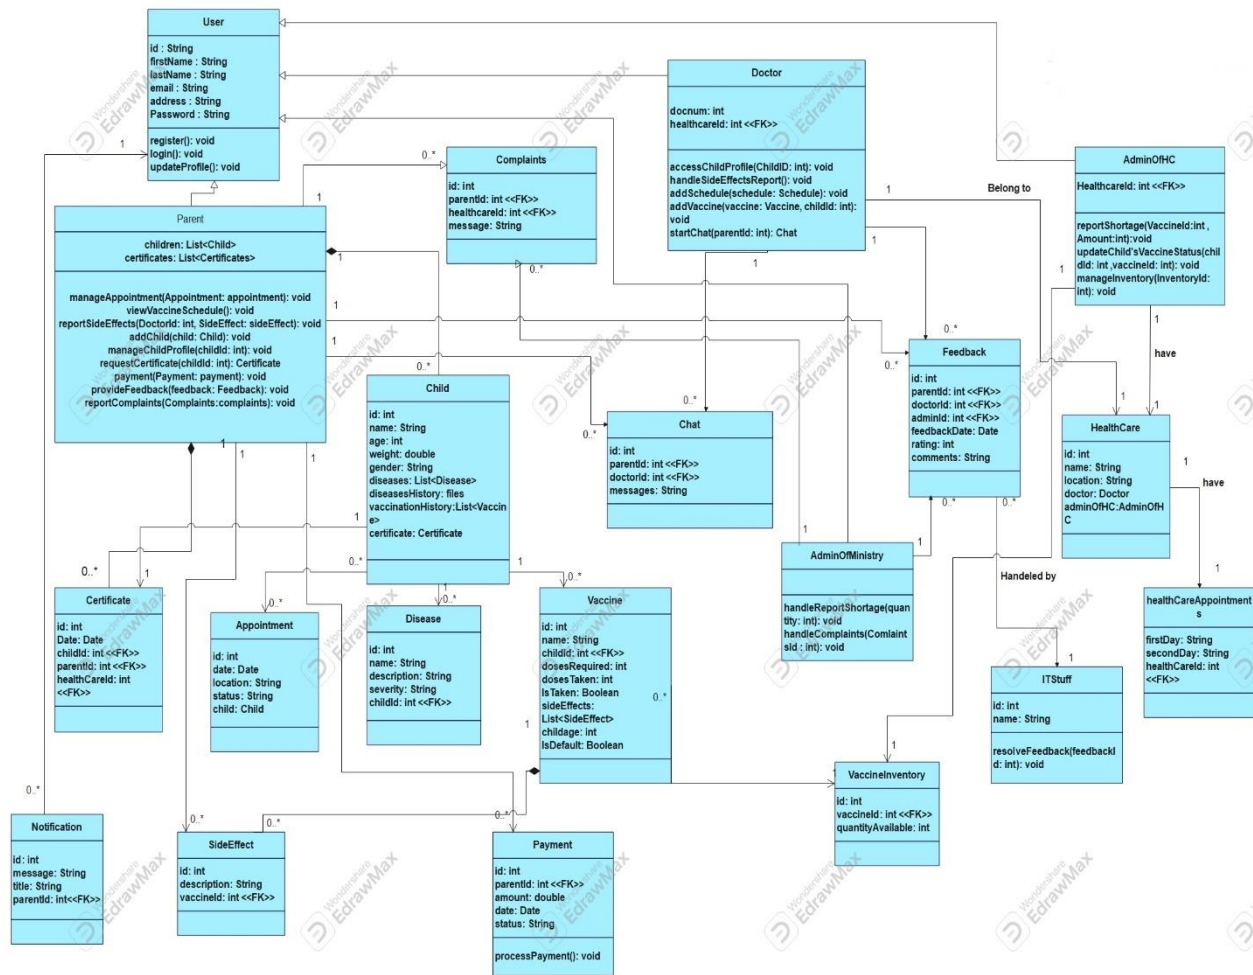 User
id : String
firstName : String
lastName : String
email : String
address : String
Password : String
register(): void
login(): void
updateProfile(): void
Doctor
docnum: int
healthcareId: int <<FK>>
accessChildProfile(ChildID: int): void
handleSideEffectsReport(): void
addSchedule(schedule: Schedule): void
addVaccine(vaccine: Vaccine, childId: int):
void
startChat(parentId: int): Chat
Complaints
id: int
parentId: int <<FK>>
healthcareId: int <<FK>>
message: String
AdminOfHC
HealthcareId: int <<FK>>
reportShortage(VaccineId:int ,
Amount:int):void
updateChild'sVaccineStatus(chil
dId: int ,vaccineId: int): void
manageInventory(InventoryId:
int): void
Belong to
have
Parent
children: List<Child>
certificates: List<Certificates>
manageAppointment(Appointment: appointment): void
viewVaccineSchedule(): void
reportSideEffects(DoctorId: int, SideEffect: sideEffect): void
addChild(child: Child): void
manageChildProfile(childId: int): void
requestCertificate(childId: int): Certificate
payment(Payment: payment): void
provideFeedback(feedback: Feedback): void
reportComplaints(Complaints:complaints): void
Child
id: int
name: String
age: int
weight: double
gender: String
diseases: List<Disease>
diseasesHistory: files
vaccinationHistory:List<Vaccin
e>
certificate: Certificate
Chat
id: int
parentId: int <<FK>>
doctorId: int <<FK>>
messages: String
Feedback
id: int
parentId: int <<FK>>
doctorId: int <<FK>>
adminId: int <<FK>>
feedbackDate: Date
rating: int
comments: String
HealthCare
id: int
name: String
location: String
doctor: Doctor
adminOfHC:AdminOfH
C
have
AdminOfMinistry
handleReportShortage(quan
tity: int): void
handleComplaints(Comlaint
sId : int): void
Handeled by
healthCareAppointment
s
firstDay: String
secondDay: String
healthCareId: int
<<FK>>
Certificate
id: int
Date: Date
childId: int <<FK>>
parentId: int <<FK>>
healthCareId: int
<<FK>>
Appointment
id: int
date: Date
location: String
status: String
child: Child
Disease
id: int
name: String
description: String
severity: String
childId: int <<FK>>
Vaccine
id: int
name: String
childId: int <<FK>>
dosesRequired: int
dosesTaken: int
IsTaken: Boolean
sideEffects:
List<SideEffect>
childage: int
IsDefault: Boolean
ITStuff
id: int
name: String
resolveFeedback(feedbackI
d: int): void
VaccineInventory
id: int
vaccineId: int <<FK>>
quantityAvailable: int
Notification
id: int
message: String
title: String
parentId: int<<FK>>
SideEffect
id: int
description: String
vaccineId: int <<FK>>
Payment
id: int
parentId: int <<FK>>
amount: double
date: Date
status: String
processPayment(): void
Wondershare
EdrawMax